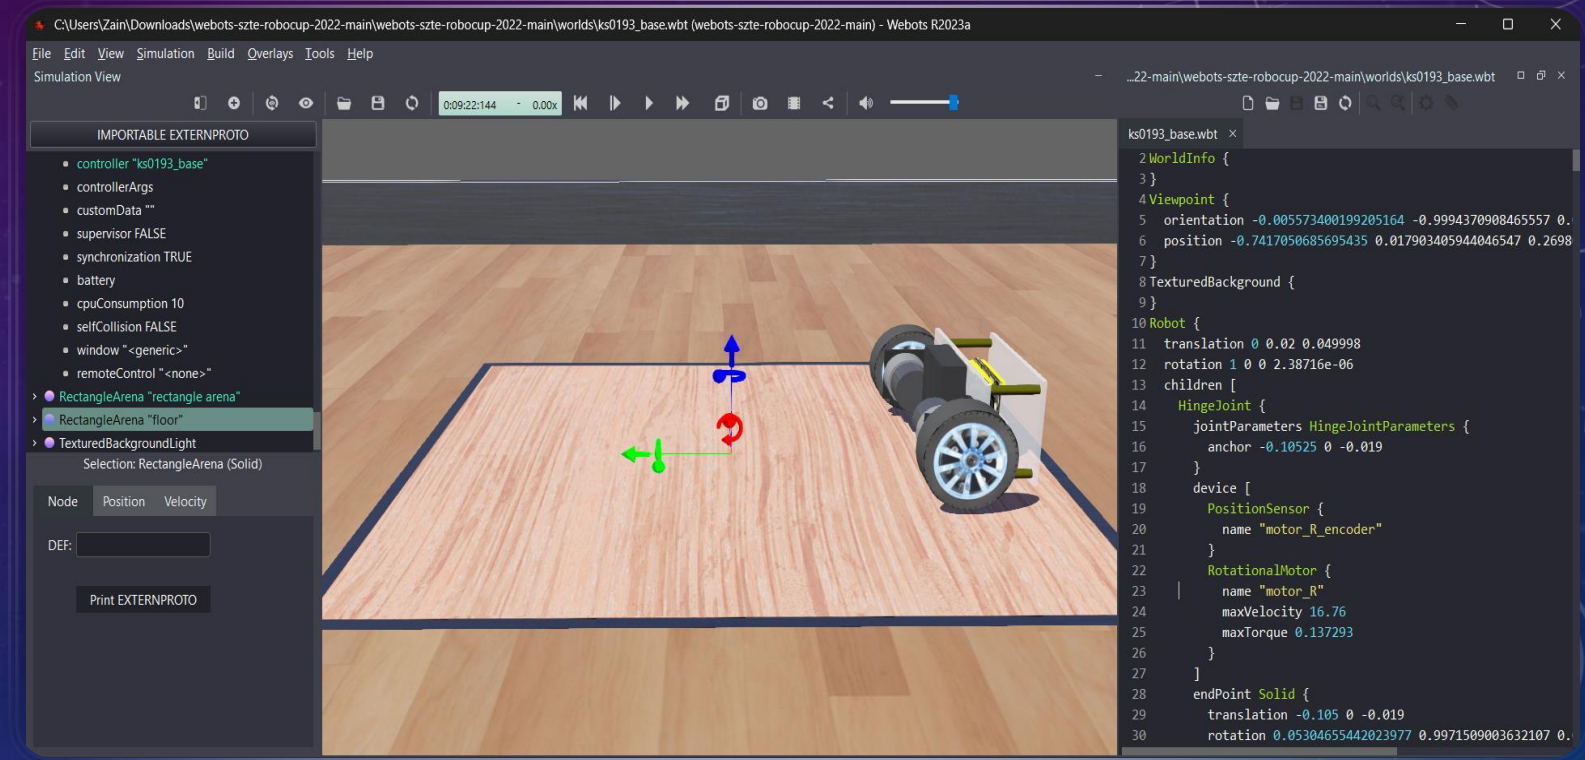 C:\Users\Zain\Downloads\webots-szte-robocup-2022-main\webots-szte-robocup-2022-main\worlds\ks0193_base.wbt (webots-szte-robocup-2022-main) - Webots R2023a
File Edit View Simulation Build Overlays Tools Help
Simulation View
0:09:22:144 - 0.00x
IMPORTABLE EXTERNPROTO
controller "ks0193_base"
controllerArgs
customData ""
supervisor FALSE
synchronization TRUE
battery
cpuConsumption 10
selfCollision FALSE
window "<generic>"
remoteControl "<none>"
RectangleArena "rectangle arena"
RectangleArena "floor"
TexturedBackgroundLight
Selection: RectangleArena (Solid)
Node Position Velocity
DEF:
Print EXTERNPROTO
...22-main\webots-szte-robocup-2022-main\worlds\ks0193_base.wbt
ks0193_base.wbt
2 WorldInfo {
3 }
4 Viewpoint {
5 orientation -0.005573400199205164 -0.9994370908465557 0.
6 position -0.7417050685695435 0.017903405944046547 0.2698
7 }
8 TexturedBackground {
9 }
10 Robot {
11 translation 0 0.02 0.049998
12 rotation 1 0 0 2.38716e-06
13 children [
14 HingeJoint {
15 jointParameters HingeJointParameters {
16 anchor -0.10525 0 -0.019
17 }
18 device [
19 PositionSensor {
20 name "motor_R_encoder"
21 }
22 RotationalMotor {
23 name "motor_R"
24 maxVelocity 16.76
25 maxTorque 0.137293
26 }
27 ]
28 endPoint Solid {
29 translation -0.105 0 -0.019
30 rotation 0.05304655442023977 0.9971509003632107 0.